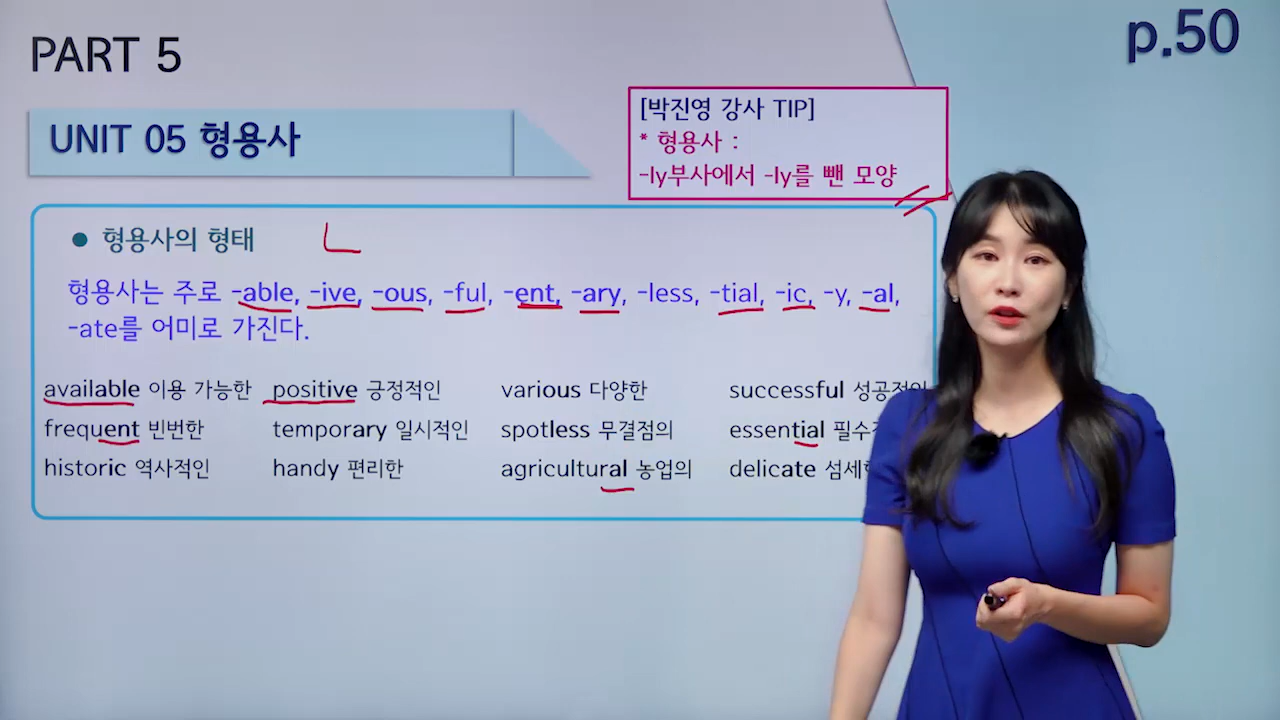 PART 5
p.50
UNIT 05 형용사
[박진영 강사 TIP]
* 형용사 :
-ly부사에서 -ly를 뺀 모양
● 형용사의 형태
형용사는 주로 -able, -ive, -ous, -ful, -ent, -ary, -less, -tial, -ic, -y, -al,
-ate를 어미로 가진다.
available 이용 가능한 positive 긍정적인 various 다양한 successful 성공적인
frequent 빈번한 temporary 일시적인 spotless 무결점의 essential
historic 역사적인 handy 편리한 agricultural 농업의 delicate